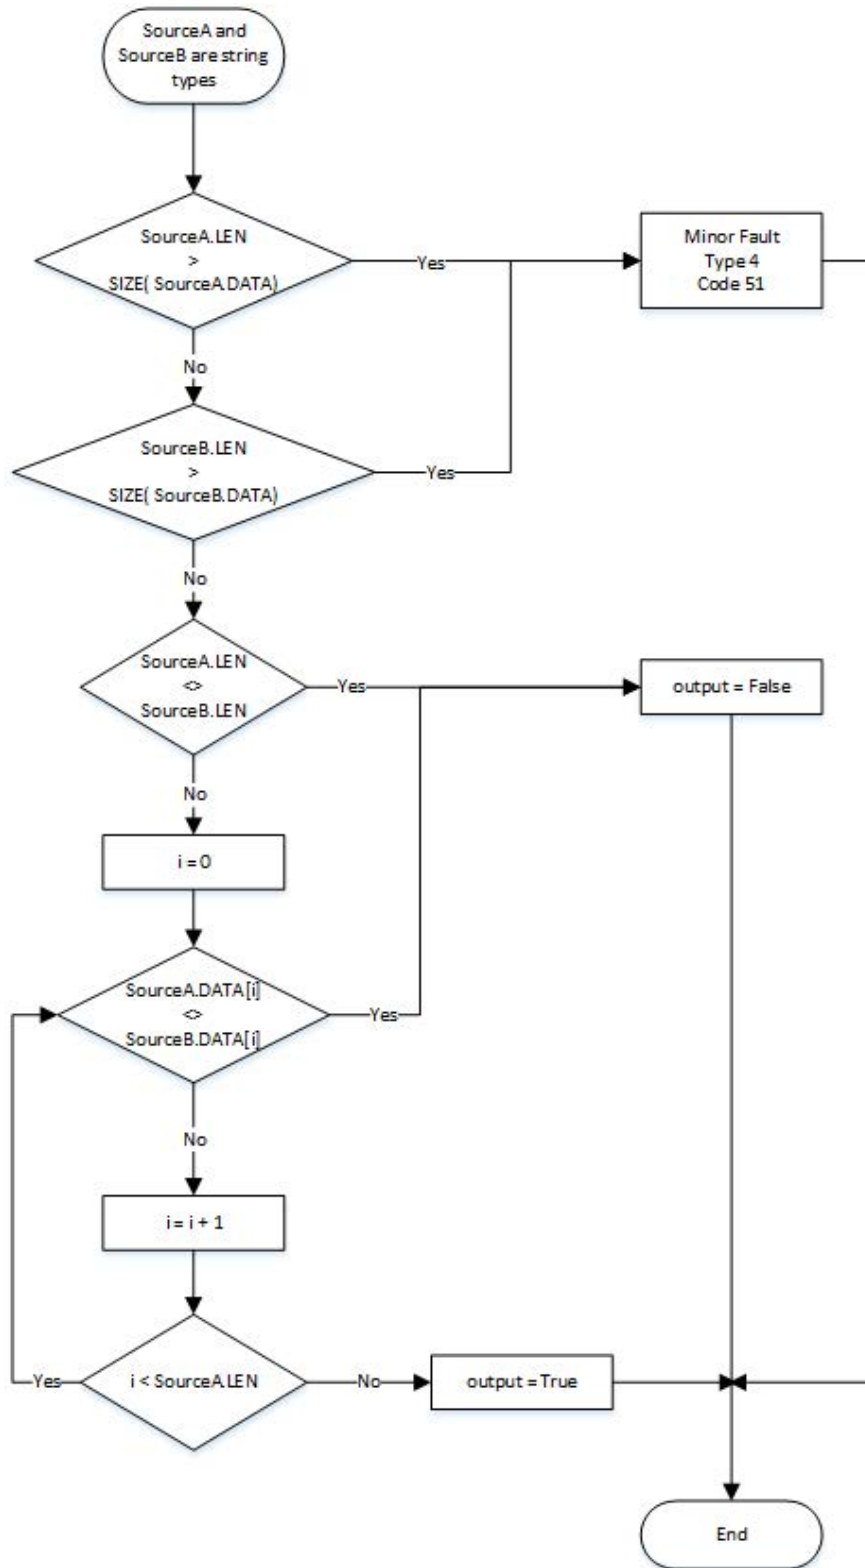 SourceA and
SourceB are string
types
SourceA.LEN
>
SIZE( SourceA.DATA)
Yes
Minor Fault
Type 4
Code 51
No
SourceB.LEN
>
SIZE( SourceB.DATA)
Yes
No
SourceA.LEN
<>
SourceB.LEN
Yes
output = False
No
i = 0
SourceA.DATA[i]
<>
SourceB.DATA[i]
Yes
No
i = i + 1
Yes
i < SourceA.LEN
No
output = True
End